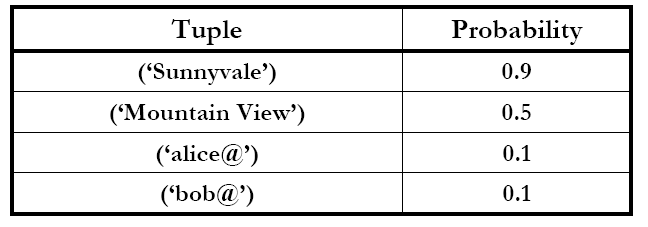 Tuple Probability
(‘Sunnyvale’) 0.9
(‘Mountain View’) 0.5
(‘alice@’) 0.1
(‘bob@’) 0.1